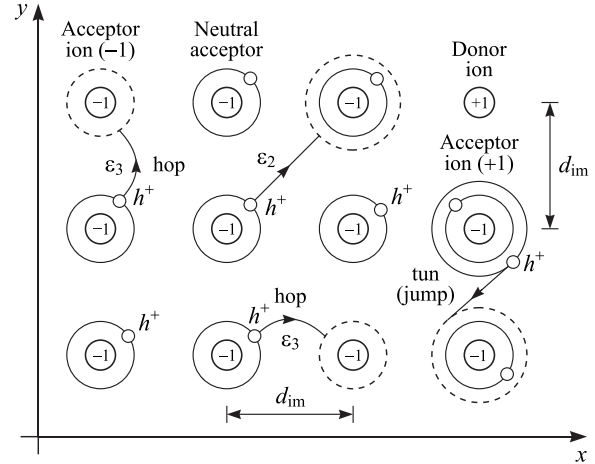 y
Acceptor
ion (−1)
Neutral
acceptor
Donor
ion
−1
−1
−1
+1
Acceptor
ion (+1)
ε3
hop
ε2
d_im
h+
h+
h+
−1
−1
−1
−1
h+
tun
(jump)
hop
h+
h+
ε3
−1
−1
−1
−1
d_im
x